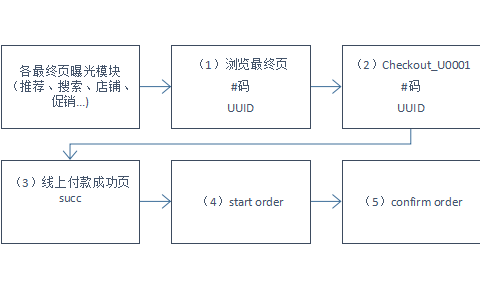 各最终页曝光模块
（推荐、搜索、店铺、
促销...)
（1）浏览最终页
#码
UUID
（2）Checkout_U0001
#码
UUID
（3）线上付款成功页
succ
（4）start order
（5）confirm order